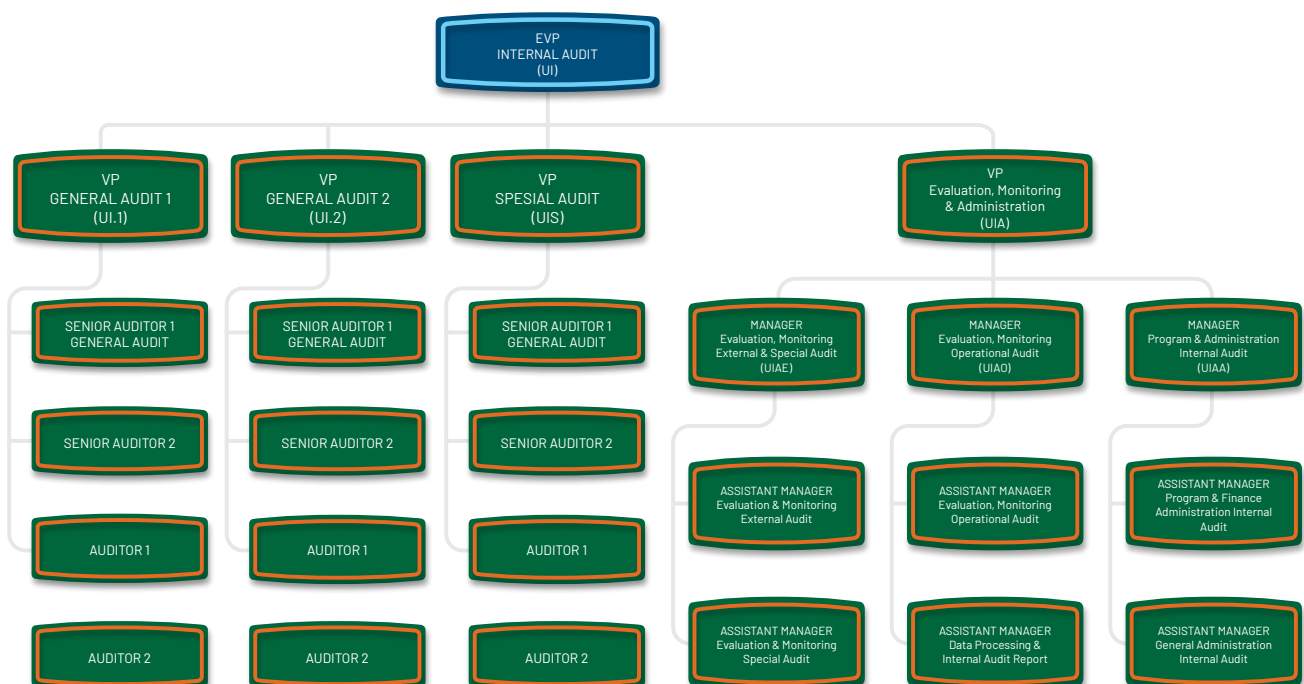 EVP
INTERNAL AUDIT
(UI)
VP
GENERAL AUDIT 1
(UI.1)
VP
GENERAL AUDIT 2
(UI.2)
VP
SPESIAL AUDIT
(UIS)
VP
Evaluation, Monitoring
& Administration
(UIA)
SENIOR AUDITOR 1
GENERAL AUDIT
SENIOR AUDITOR 1
GENERAL AUDIT
SENIOR AUDITOR 1
GENERAL AUDIT
MANAGER
Evaluation, Monitoring
External & Special Audit
(UIAE)
MANAGER
Evaluation, Monitoring
Operational Audit
(UIAO)
MANAGER
Program & Administration
Internal Audit
(UIAA)
SENIOR AUDITOR 2
SENIOR AUDITOR 2
SENIOR AUDITOR 2
ASSISTANT MANAGER
Evaluation & Monitoring
External Audit
ASSISTANT MANAGER
Evaluation, Monitoring
Operational Audit
ASSISTANT MANAGER
Program & Finance
Administration Internal
Audit
AUDITOR 1
AUDITOR 1
AUDITOR 1
AUDITOR 2
AUDITOR 2
AUDITOR 2
ASSISTANT MANAGER
Evaluation & Monitoring
Special Audit
ASSISTANT MANAGER
Data Processing &
Internal Audit Report
ASSISTANT MANAGER
General Administration
Internal Audit